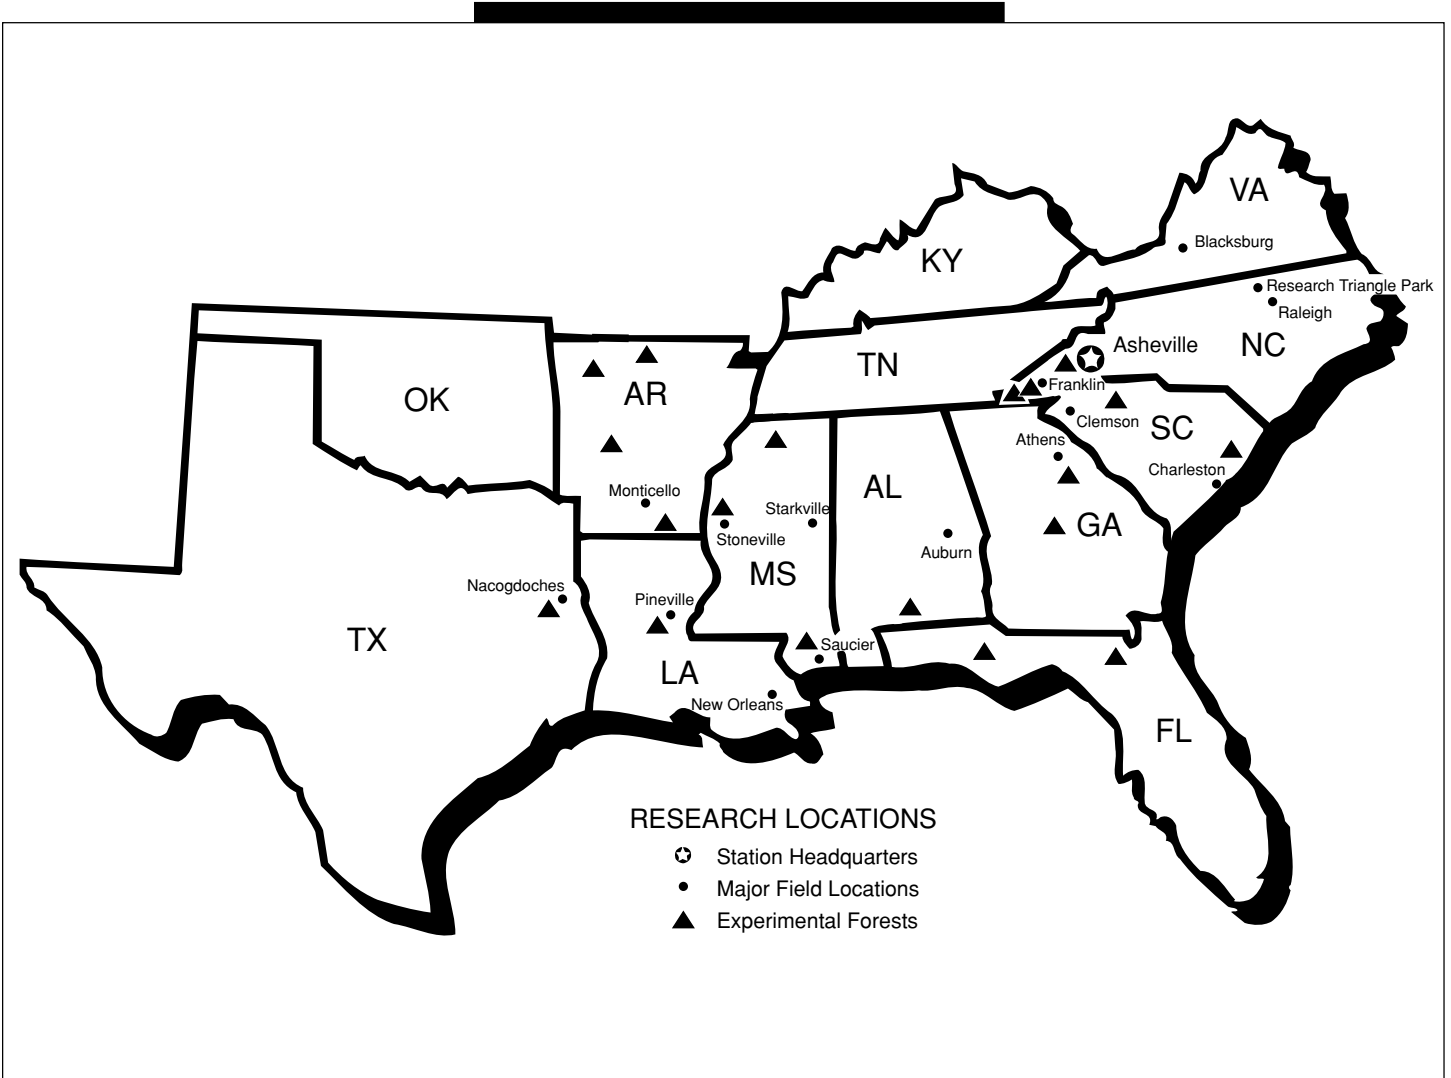 VA
Blacksburg
KY
Research Triangle Park
Raleigh
Asheville
NC
TN
Franklin
OK
AR
Clemson
SC
Athens
Charleston
Monticello
AL
Starkville
Stoneville
GA
Auburn
MS
Nacogdoches
Pineville
TX
Saucier
LA
New Orleans
FL
RESEARCH LOCATIONS
Station Headquarters
Major Field Locations
Experimental Forests